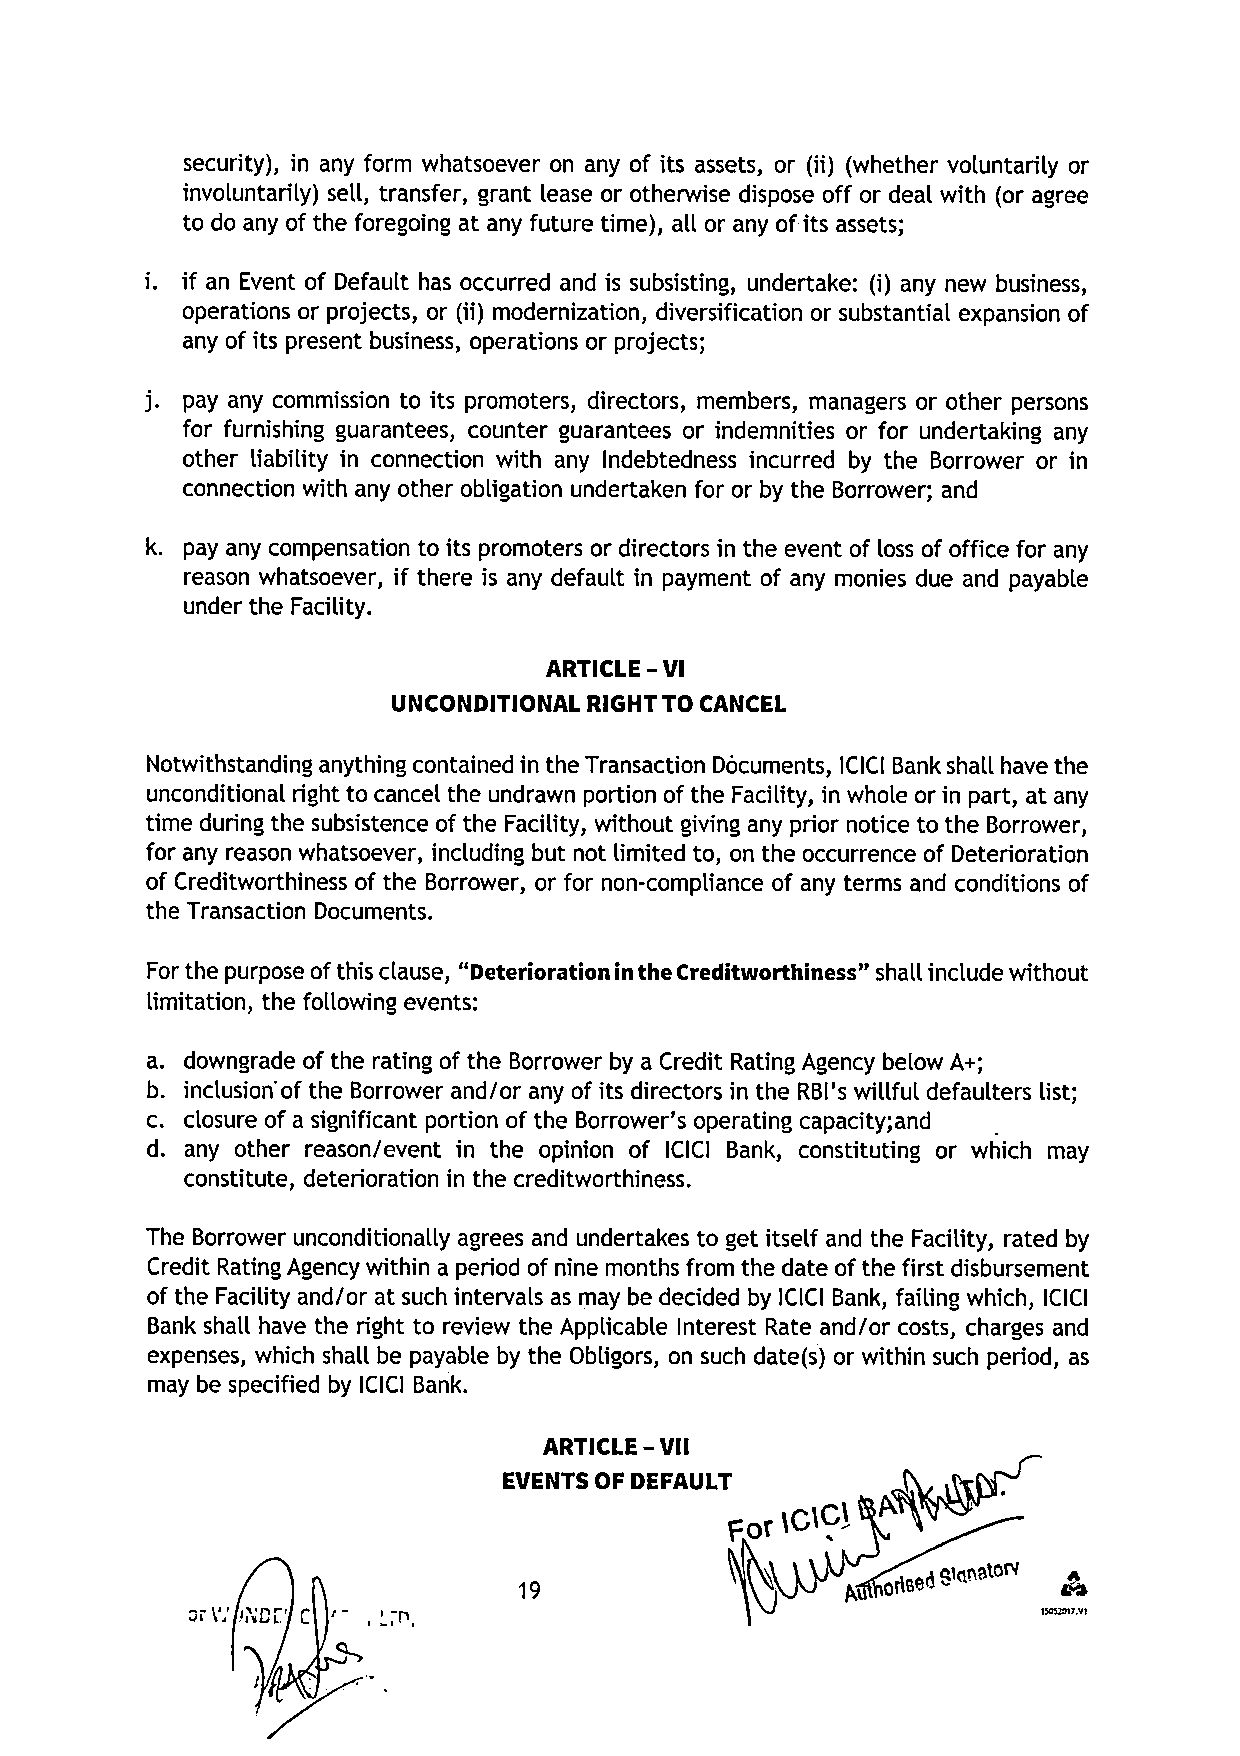 security), in any form whatsoever on any of its assets, or (ii) (whether voluntarily or
involuntarily) sell, transfer, grant lease or otherwise dispose off or deal with (or agree
to do any of the foregoing at any future time), all or any of its assets;
i. if an Event of Default has occurred and is subsisting, undertake: (i) any new business,
operations or projects, or (ii) modernization, diversification or substantial expansion of
any of its present business, operations or projects;
j. pay any commission to its promoters, directors, members, managers or other persons
for furnishing guarantees, counter guarantees or indemnities or for undertaking any
other liability in connection with any Indebtedness incurred by the Borrower or in
connection with any other obligation undertaken for or by the Borrower; and
k. pay any compensation to its promoters or directors in the event of loss of office for any
reason whatsoever, if there is any default in payment of any monies due and payable
under the Facility.
ARTICLE – VI
UNCONDITIONAL RIGHT TO CANCEL
Notwithstanding anything contained in the Transaction Documents, ICICI Bank shall have the
unconditional right to cancel the undrawn portion of the Facility, in whole or in part, at any
time during the subsistence of the Facility, without giving any prior notice to the Borrower,
for any reason whatsoever, including but not limited to, on the occurrence of Deterioration
of Creditworthiness of the Borrower, or for non-compliance of any terms and conditions of
the Transaction Documents.
For the purpose of this clause, “Deterioration in the Creditworthiness” shall include without
limitation, the following events:
a. downgrade of the rating of the Borrower by a Credit Rating Agency below A+;
b. inclusion of the Borrower and/or any of its directors in the RBI's willful defaulters list;
c. closure of a significant portion of the Borrower's operating capacity;and
d. any other reason/event in the opinion of ICICI Bank, constituting or which may
constitute, deterioration in the creditworthiness.
The Borrower unconditionally agrees and undertakes to get itself and the Facility, rated by
Credit Rating Agency within a period of nine months from the date of the first disbursement
of the Facility and/or at such intervals as may be decided by ICICI Bank, failing which, ICICI
Bank shall have the right to review the Applicable Interest Rate and/or costs, charges and
expenses, which shall be payable by the Obligors, on such date(s) or within such period, as
may be specified by ICICI Bank.
ARTICLE – VII
EVENTS OF DEFAULT
For ICICI BANK LTD.
Authorised Signatory
19
LTD.
15052017.V1